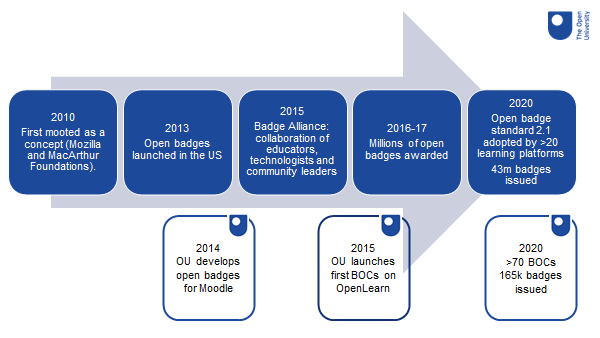 The Open
University
2010
First mooted as a
concept (Mozilla
and MacArthur
Foundations).
2013
Open badges
launched in the US
2015
Badge Alliance:
collaboration of
educators,
technologists and
community leaders
2016-17
Millions of open
badges awarded
2020
Open badge
standard 2.1
adopted by >20
learning platforms
43m badges
issued
2014
OU develops
open badges
for Moodle
2015
OU launches
first BOCs on
OpenLearn
2020
>70 BOCs
165k badges
issued